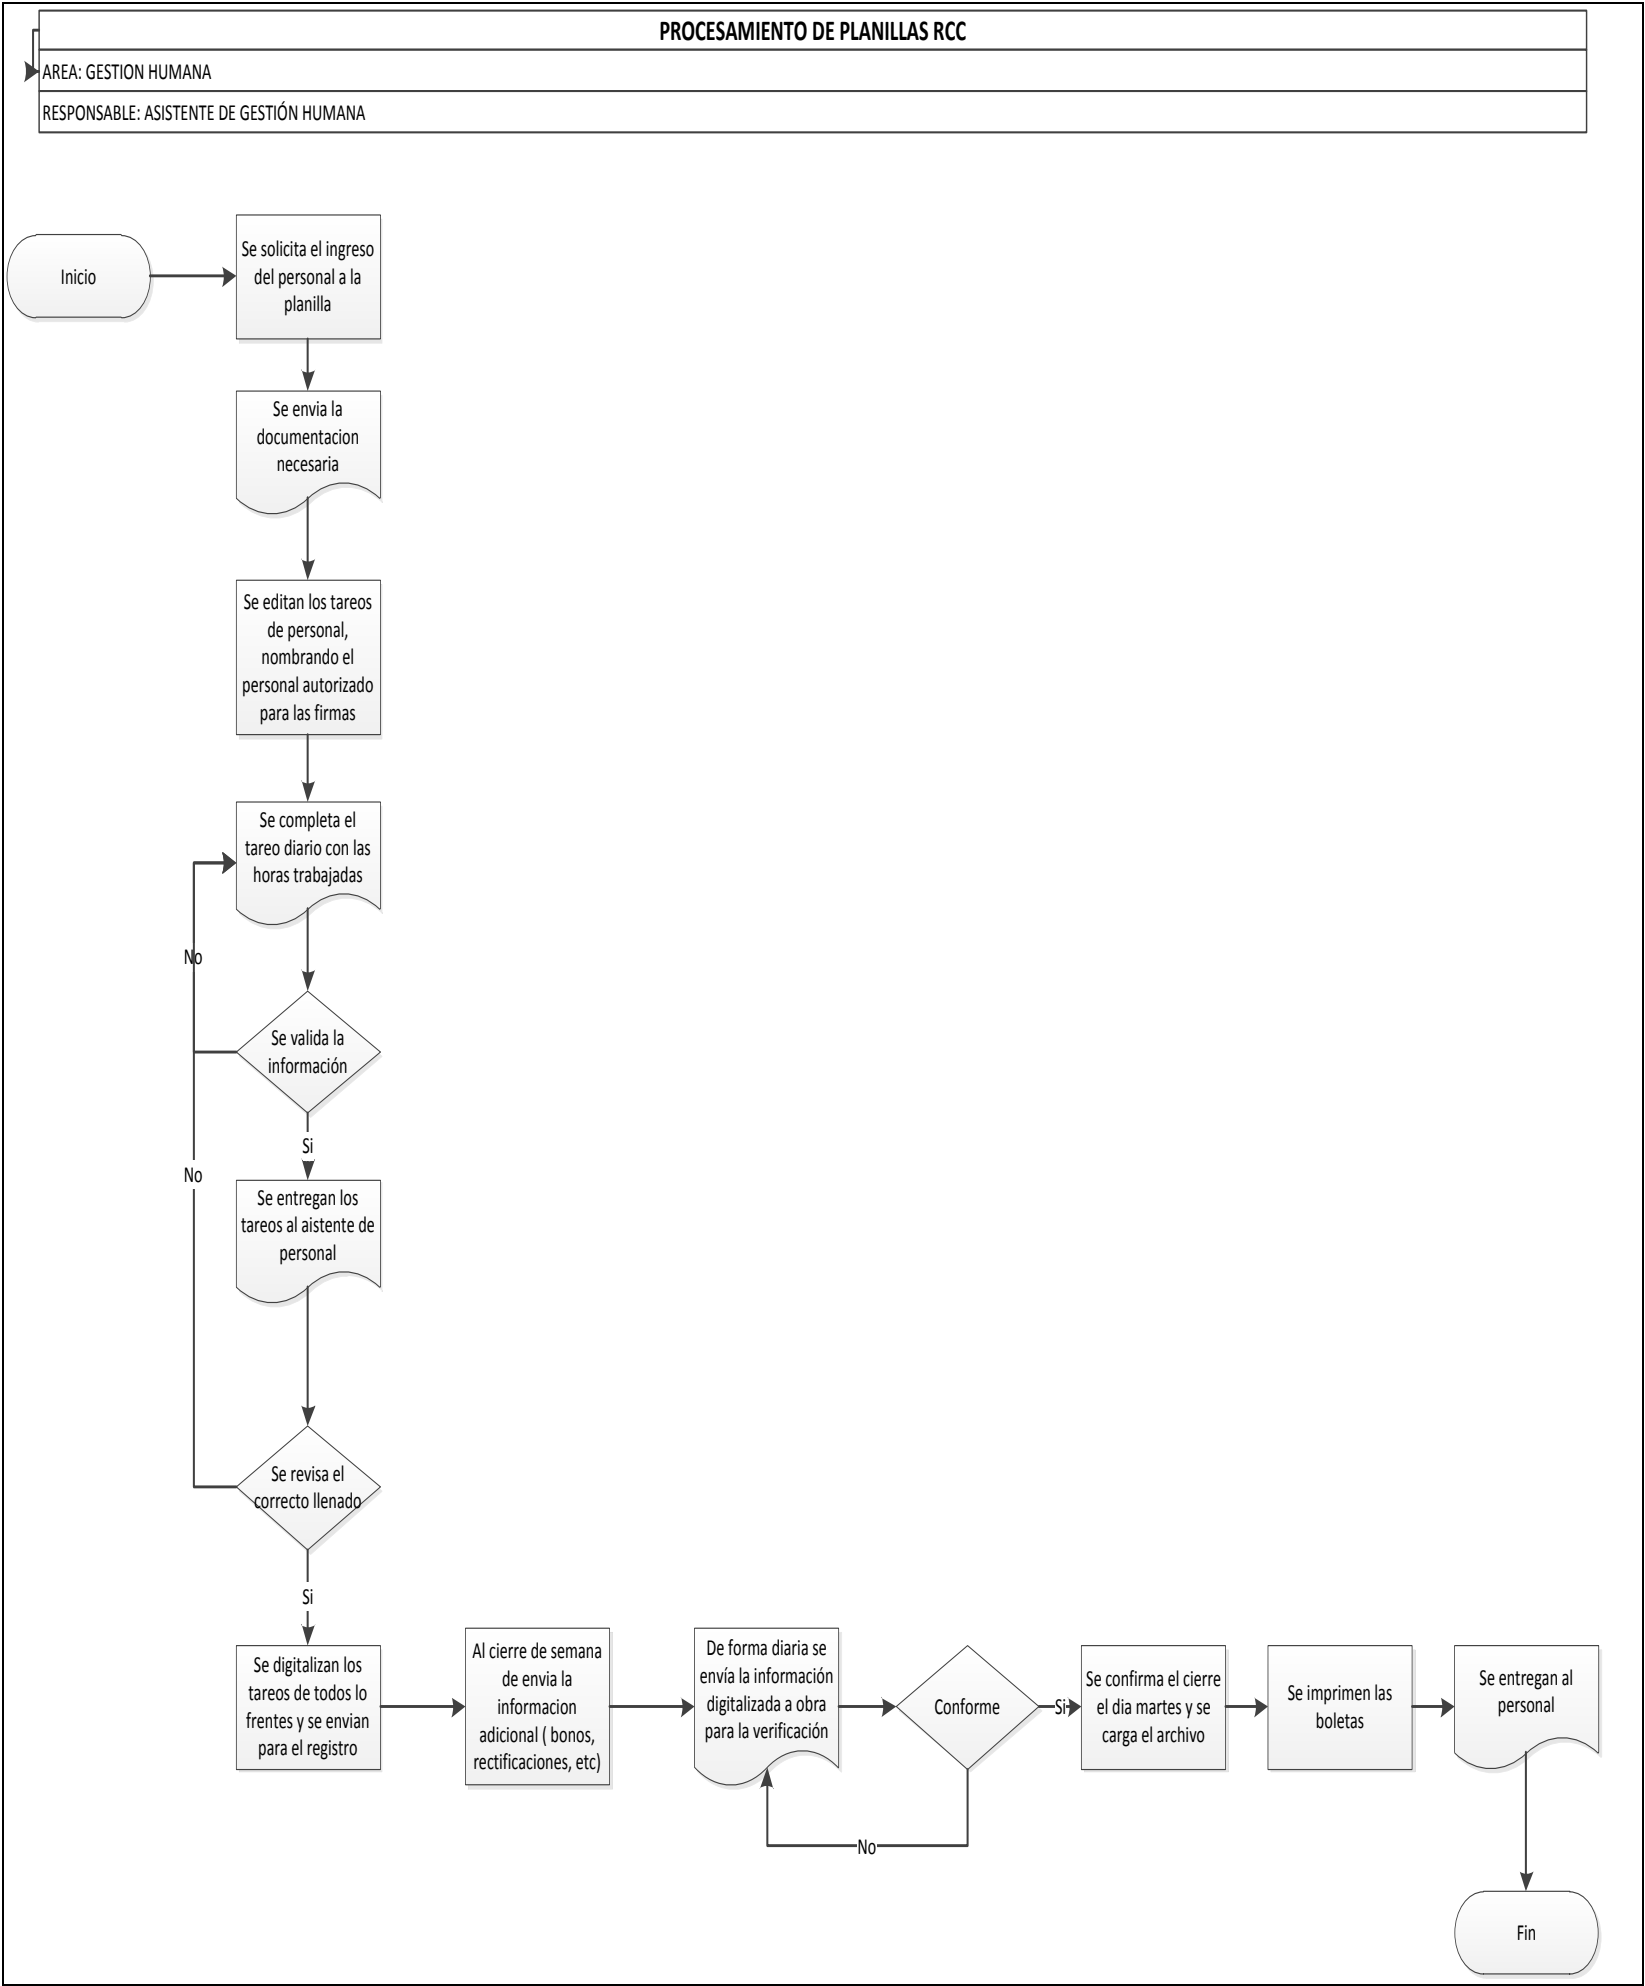 PROCESAMIENTO DE PLANILLAS RCC
AREA: GESTION HUMANA
RESPONSABLE: ASISTENTE DE GESTIÓN HUMANA
Inicio
Se solicita el ingreso
del personal a la
planilla
Se envia la
documentacion
necesaria
Se editan los tareos
de personal,
nombrando el
personal autorizado
para las firmas
Se completa el
tareo diario con las
horas trabajadas
No
Se valida la
información
Si
No
Se entregan los
tareos al aistente de
personal
Se revisa el
correcto llenado
Si
Se digitalizan los
tareos de todos lo
frentes y se envian
para el registro
Al cierre de semana
de envia la
informacion
adicional ( bonos,
rectificaciones, etc)
De forma diaria se
envía la información
digitalizada a obra
para la verificación
Conforme
Si
No
Se confirma el cierre
el dia martes y se
carga el archivo
Se imprimen las
boletas
Se entregan al
personal
Fin